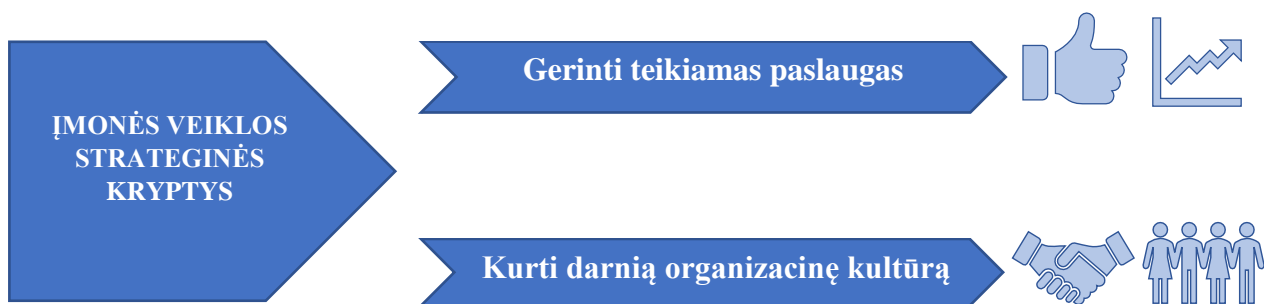 ĮMONĖS VEIKLOS
STRATEGINĖS
KRYPTYS
Gerinti teikiamas paslaugas
Kurti darnią organizacinę kultūrą